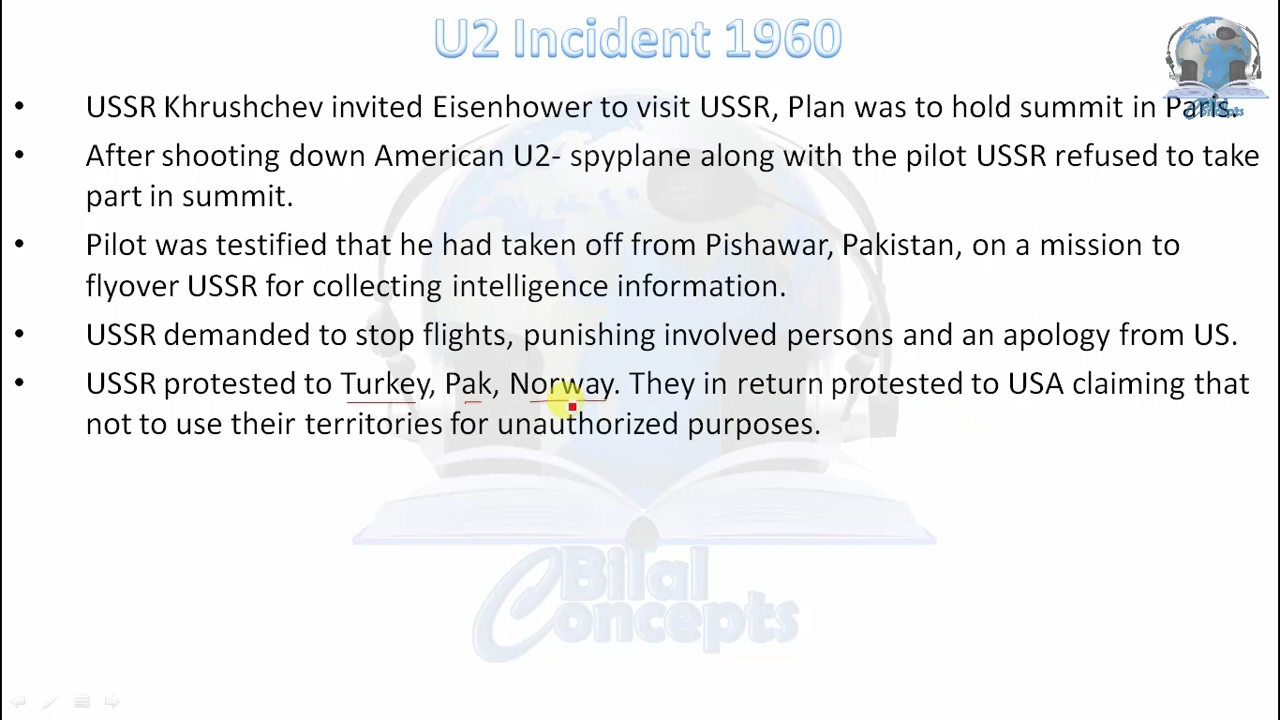 U2 Incident 1960
• USSR Khrushchev invited Eisenhower to visit USSR, Plan was to hold summit in Paris.
• After shooting down American U2- spyplane along with the pilot USSR refused to take
part in summit.
• Pilot was testified that he had taken off from Pishawar, Pakistan, on a mission to
flyover USSR for collecting intelligence information.
• USSR demanded to stop flights, punishing involved persons and an apology from US.
• USSR protested to Turkey, Pak, Norway. They in return protested to USA claiming that
not to use their territories for unauthorized purposes.
Bilal
Concepts
Concepts